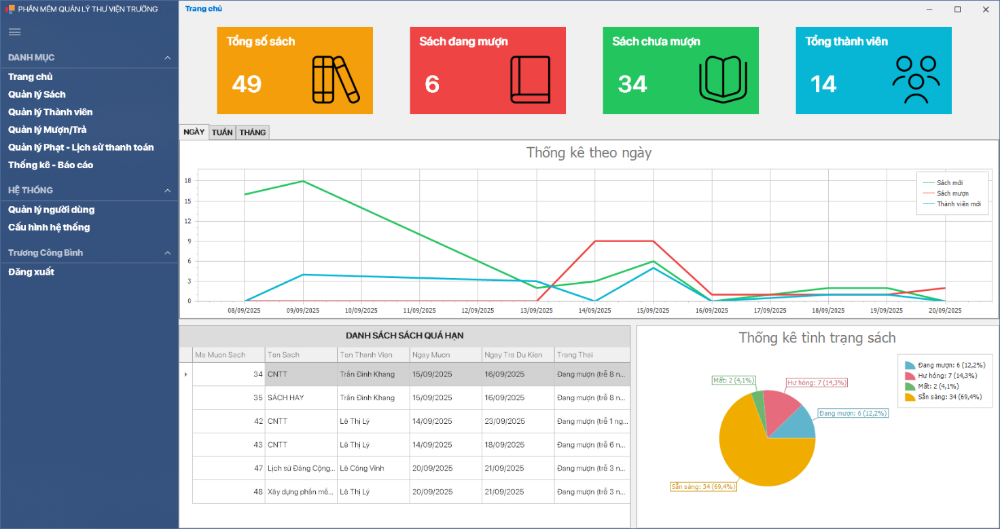 PHẦN MỀM QUẢN LÝ THƯ VIỆN TRƯỜNG
Trang chủ
DANH MỤC
Trang chủ
Quản lý Sách
Quản lý Thành viên
Quản lý Mượn/Trả
Quản lý Phạt - Lịch sử thanh toán
Thống kê - Báo cáo
HỆ THỐNG
Quản lý người dùng
Cấu hình hệ thống
Trương Công Bình
Đăng xuất
Tổng số sách
49
Sách đang mượn
6
Sách chưa mượn
34
Tổng thành viên
14
NGÀY TUẦN THÁNG
Thống kê theo ngày
18
15
12
9
6
3
0
08/09/2025 09/09/2025 10/09/2025 11/09/2025 12/09/2025 13/09/2025 14/09/2025 15/09/2025 16/09/2025 17/09/2025 18/09/2025 19/09/2025 20/09/2025
Sách mới
Sách mượn
Thành viên mới
DANH SÁCH SÁCH QUÁ HẠN
Ma Muon Sach Ten Sach Ten Thanh Vien Ngay Muon Ngay Tra Du Kien Trang Thai
34 CNTT Trần Đình Khang 15/09/2025 16/09/2025 Đang mượn (trễ 8 n...
35 SÁCH HAY Trần Đình Khang 15/09/2025 16/09/2025 Đang mượn (trễ 8 n...
42 CNTT Lê Thị Lý 14/09/2025 23/09/2025 Đang mượn (trễ 1 ng...
43 CNTT Lê Thị Lý 14/09/2025 18/09/2025 Đang mượn (trễ 6 n...
47 Lịch sử Đảng Cộng... Lê Công Vinh 20/09/2025 21/09/2025 Đang mượn (trễ 3 n...
48 Xây dựng phần mề... Lê Thị Lý 20/09/2025 21/09/2025 Đang mượn (trễ 3 n...
Thống kê tình trạng sách
Đang mượn: 6 (12,2%)
Hư hỏng: 7 (14,3%)
Mất: 2 (4,1%)
Sẵn sàng: 34 (69,4%)
Mất: 2 (4,1%)
Hư hỏng: 7 (14,3%)
Đang mượn: 6 (12,2%)
Sẵn sàng: 34 (69,4%)